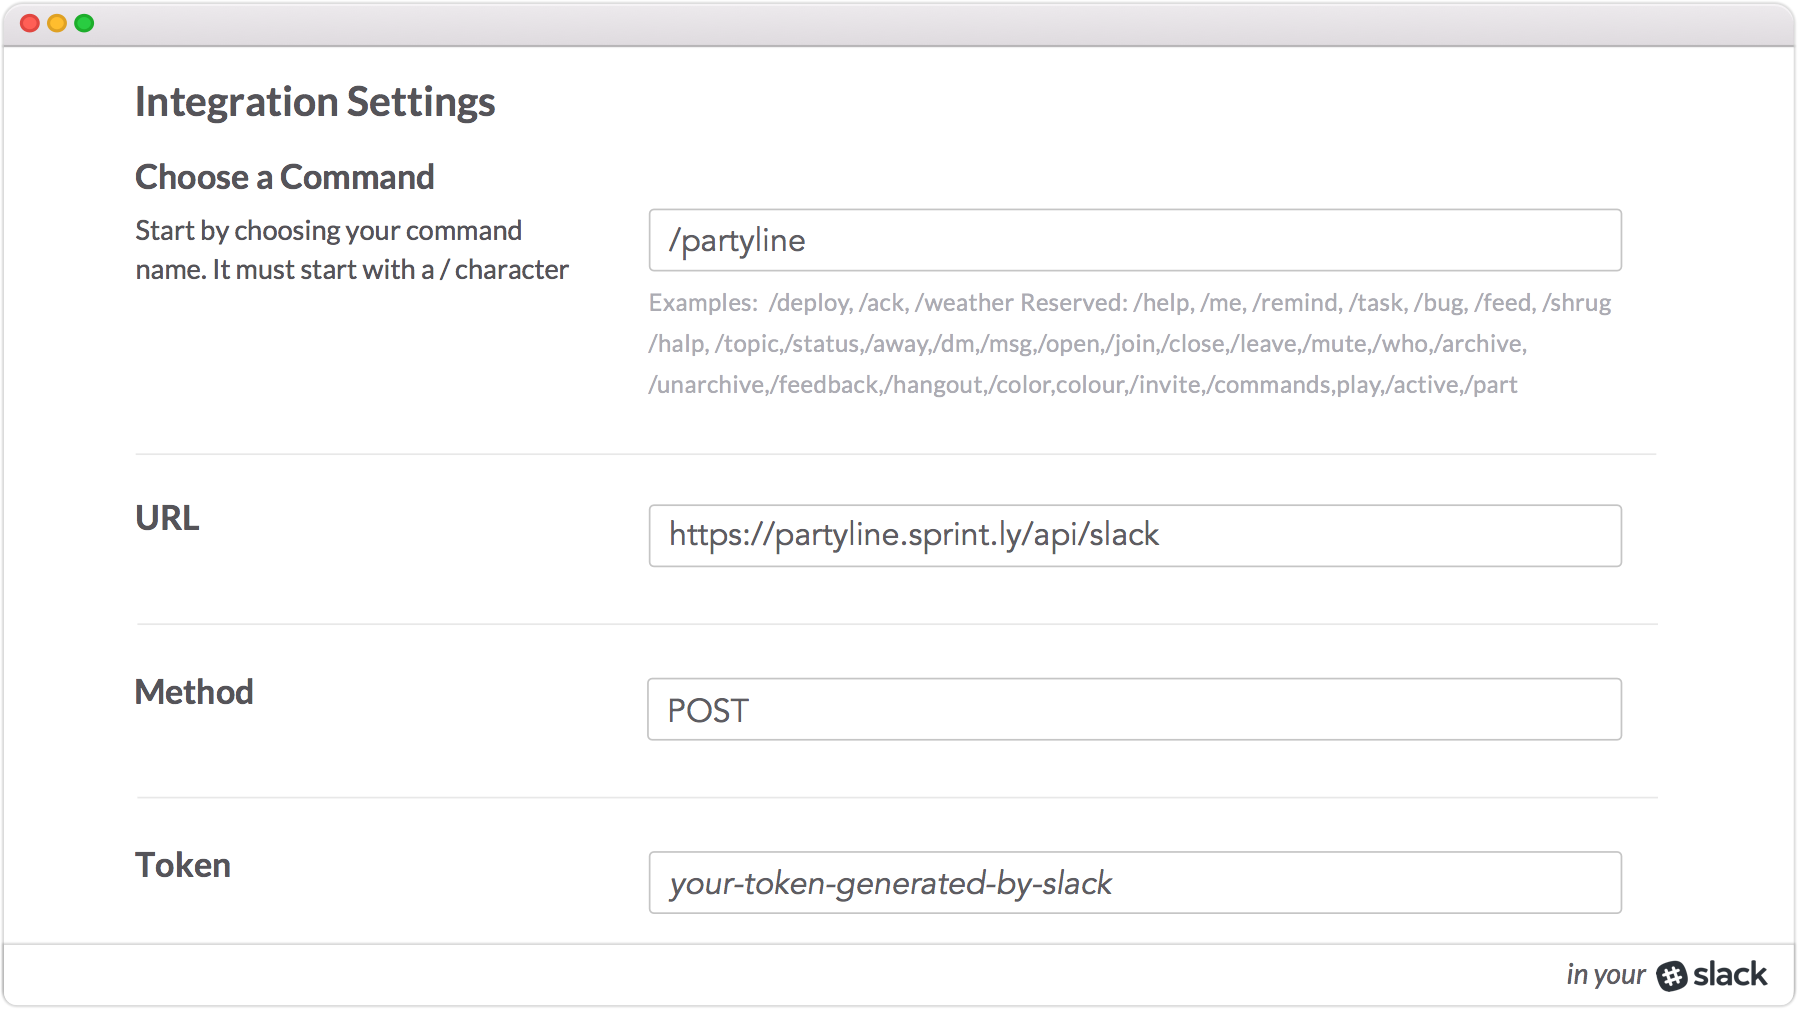 Integration Settings
Choose a Command
Start by choosing your command
name. It must start with a / character
/partyline
Examples:  /deploy, /ack, /weather Reserved: /help, /me, /remind, /task, /bug, /feed, /shrug
/halp, /topic,/status,/away,/dm,/msg,/open,/join,/close,/leave,/mute,/who,/archive,
/unarchive,/feedback,/hangout,/color,colour,/invite,/commands,play,/active,/part
URL
https://partyline.sprint.ly/api/slack
Method
POST
Token
your-token-generated-by-slack
in your slack